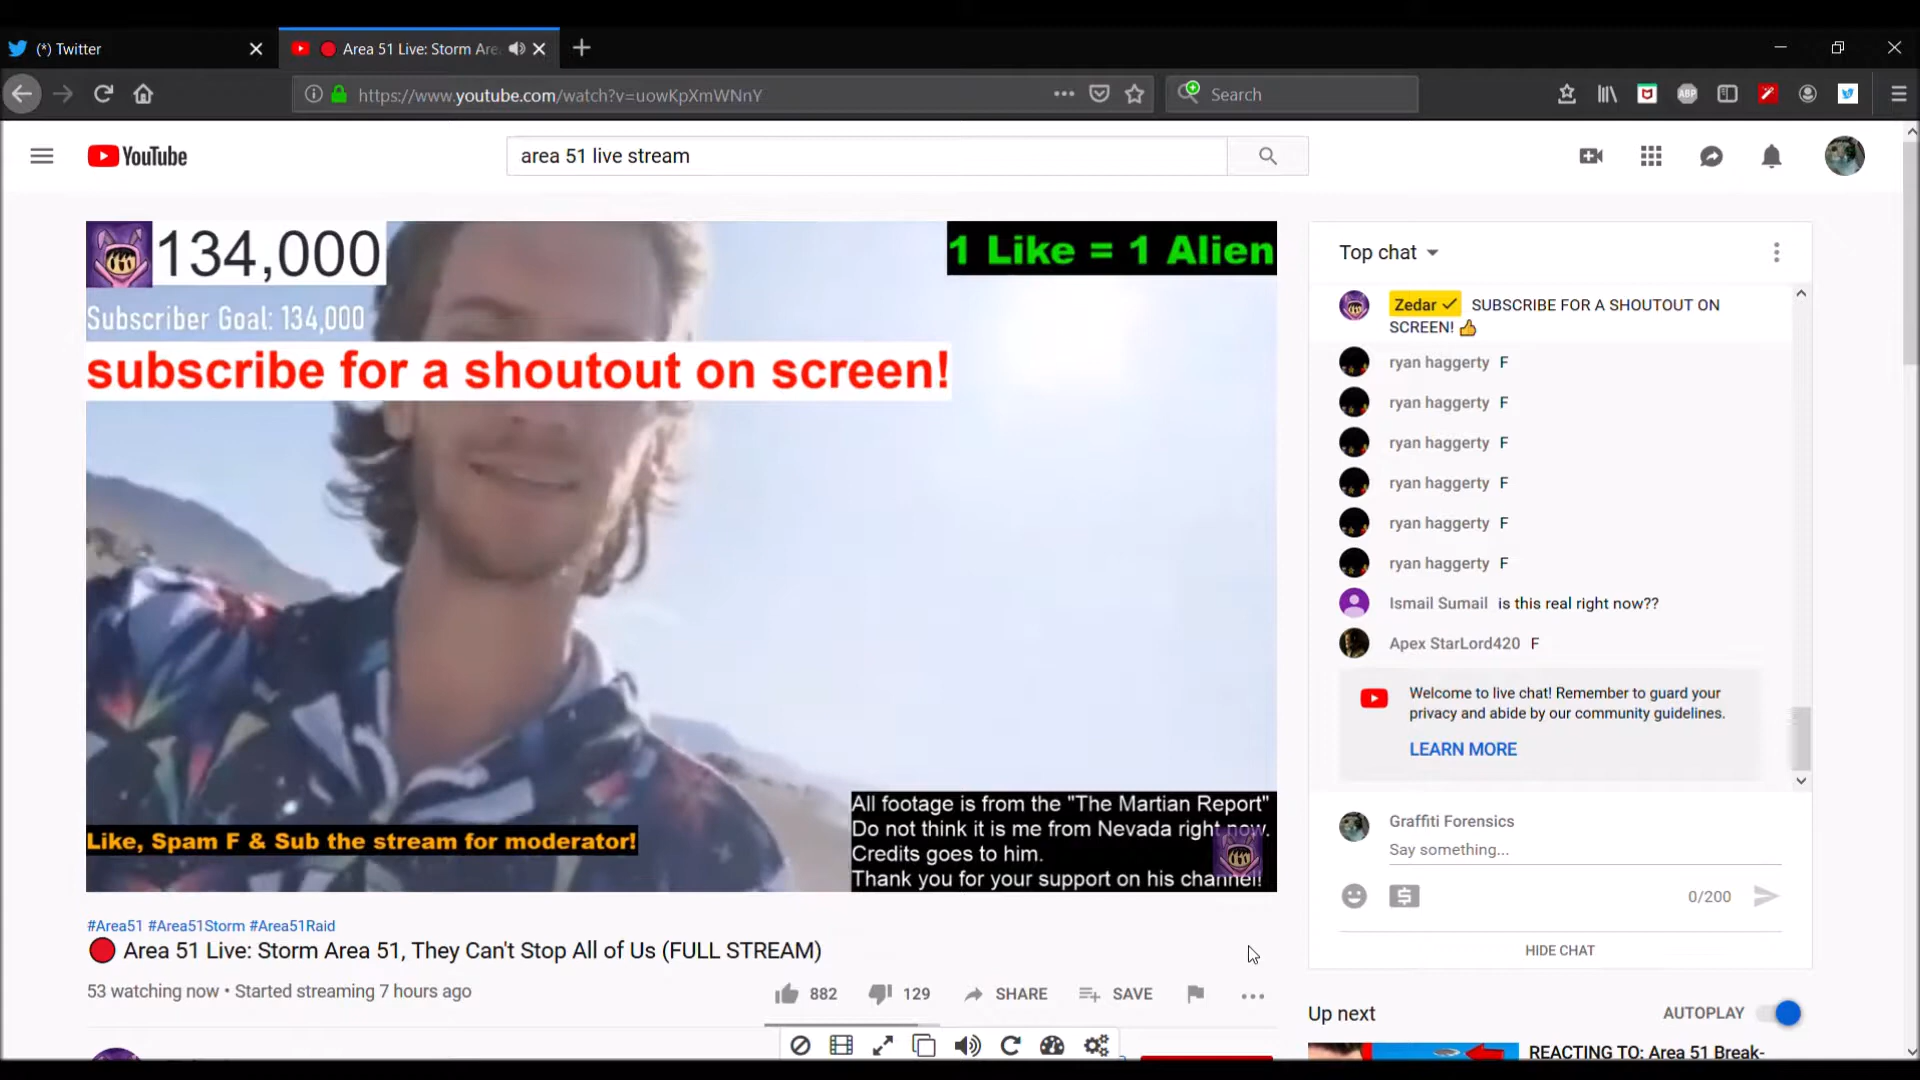 (*) Twitter
Area 51 Live: Storm Are
https://www.youtube.com/watch?v=uowKpXmWNnY
Search
ABP
YouTube
area 51 live stream
134,000
1 Like = 1 Alien
Subscriber Goal: 134,000
subscribe for a shoutout on screen!
Like, Spam F & Sub the stream for moderator!
All footage is from the "The Martian Report"
Do not think it is me from Nevada right now.
Credits goes to him.
Thank you for your support on his channel!
Top chat
Zedar SUBSCRIBE FOR A SHOUTOUT ON
SCREEN!
ryan haggerty F
ryan haggerty F
ryan haggerty F
ryan haggerty F
ryan haggerty F
ryan haggerty F
Ismail Sumail is this real right now??
Apex StarLord420 F
Welcome to live chat! Remember to guard your
privacy and abide by our community guidelines.
LEARN MORE
Graffiti Forensics
Say something...
0/200
HIDE CHAT
#Area51 #Area51Storm #Area51Raid
Area 51 Live: Storm Area 51, They Can't Stop All of Us (FULL STREAM)
53 watching now • Started streaming 7 hours ago
882
129
SHARE
SAVE
Up next
AUTOPLAY
REACTING TO: Area 51 Break-